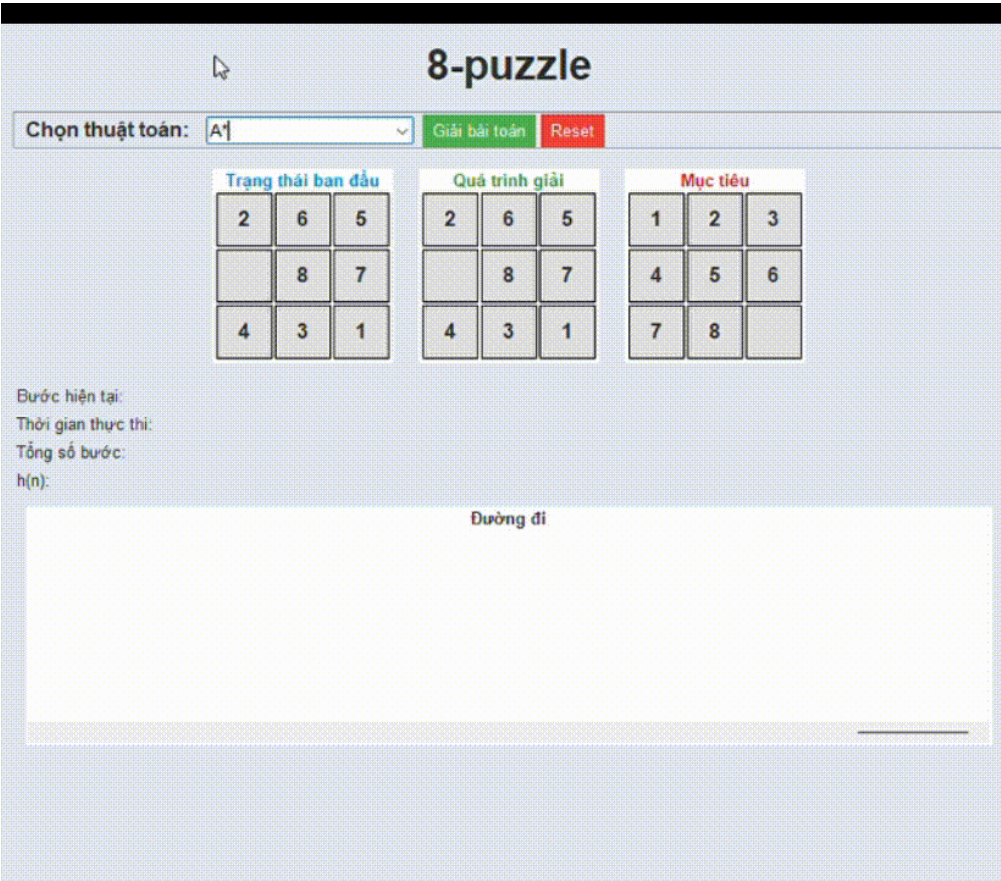 8-puzzle
Chọn thuật toán: A* Giải bài toán Reset
Trạng thái ban đầu Quá trình giải Mục tiêu
2 6 5 2 6 5 1 2 3
8 7 8 7 4 5 6
4 3 1 4 3 1 7 8
Bước hiện tại:
Thời gian thực thi:
Tổng số bước:
h(n):
Đường đi